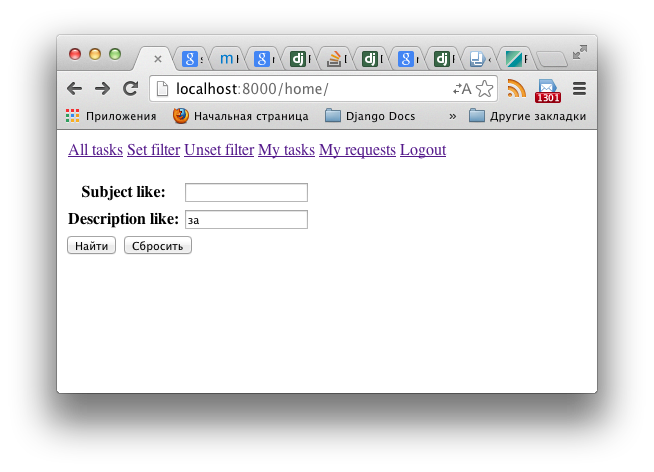 localhost:8000/home/
1301
Приложения Начальная страница Django Docs » Другие закладки
All tasks Set filter Unset filter My tasks My requests Logout
Subject like:
Description like: за
Найти Сбросить